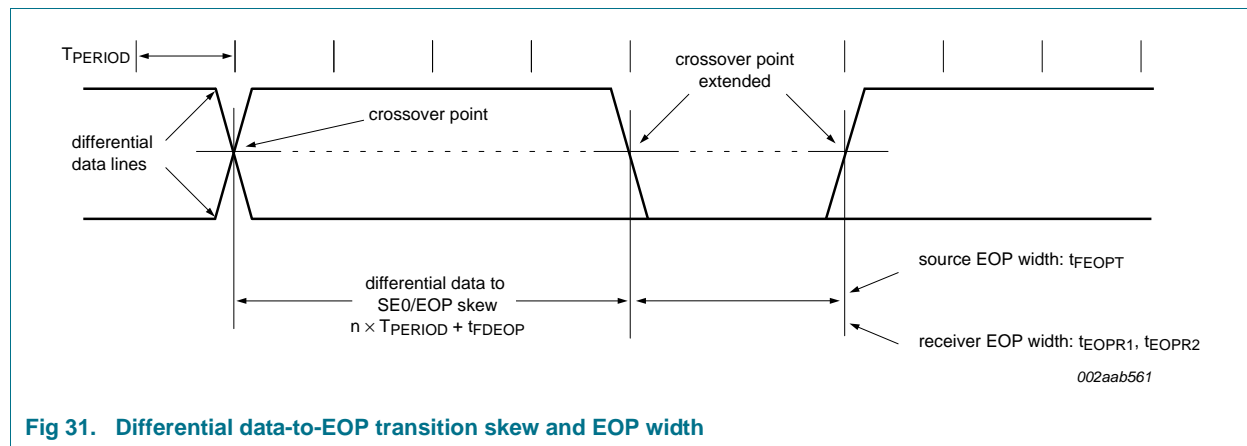 TPERIOD
crossover point
extended
crossover point
differential
data lines
differential data to
SE0/EOP skew
n × TPERIOD + tFDEOP
source EOP width: tFEOPT
receiver EOP width: tEOPR1, tEOPR2
002aab561
Fig 31. Differential data-to-EOP transition skew and EOP width